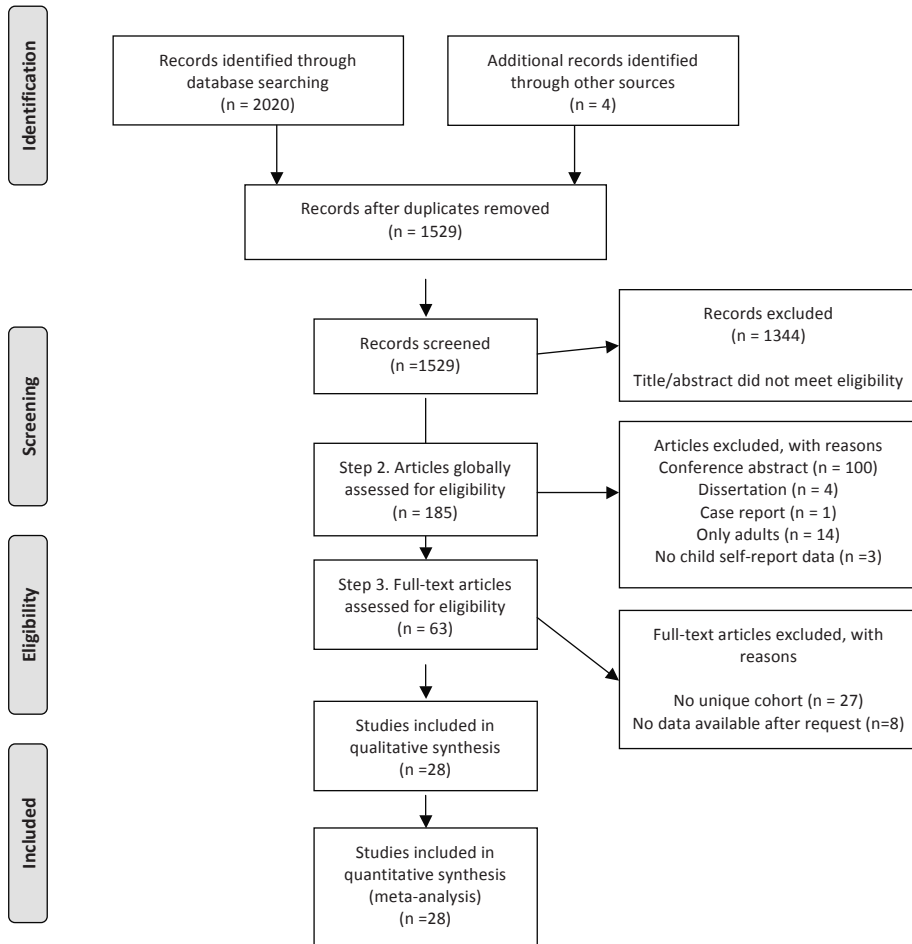 Identification
Records identified through
database searching
(n = 2020)
Additional records identified
through other sources
(n = 4)
Records after duplicates removed
(n = 1529)
Screening
Records screened
(n =1529)
Records excluded
(n = 1344)
Title/abstract did not meet eligibility
Step 2. Articles globally
assessed for eligibility
(n = 185)
Articles excluded, with reasons
Conference abstract (n = 100)
Dissertation (n = 4)
Case report (n = 1)
Only adults (n = 14)
No child self-report data (n =3)
Eligibility
Step 3. Full-text articles
assessed for eligibility
(n = 63)
Full-text articles excluded, with
reasons
No unique cohort (n = 27)
No data available after request (n=8)
Studies included in
qualitative synthesis
(n =28)
Included
Studies included in
quantitative synthesis
(meta-analysis)
(n =28)